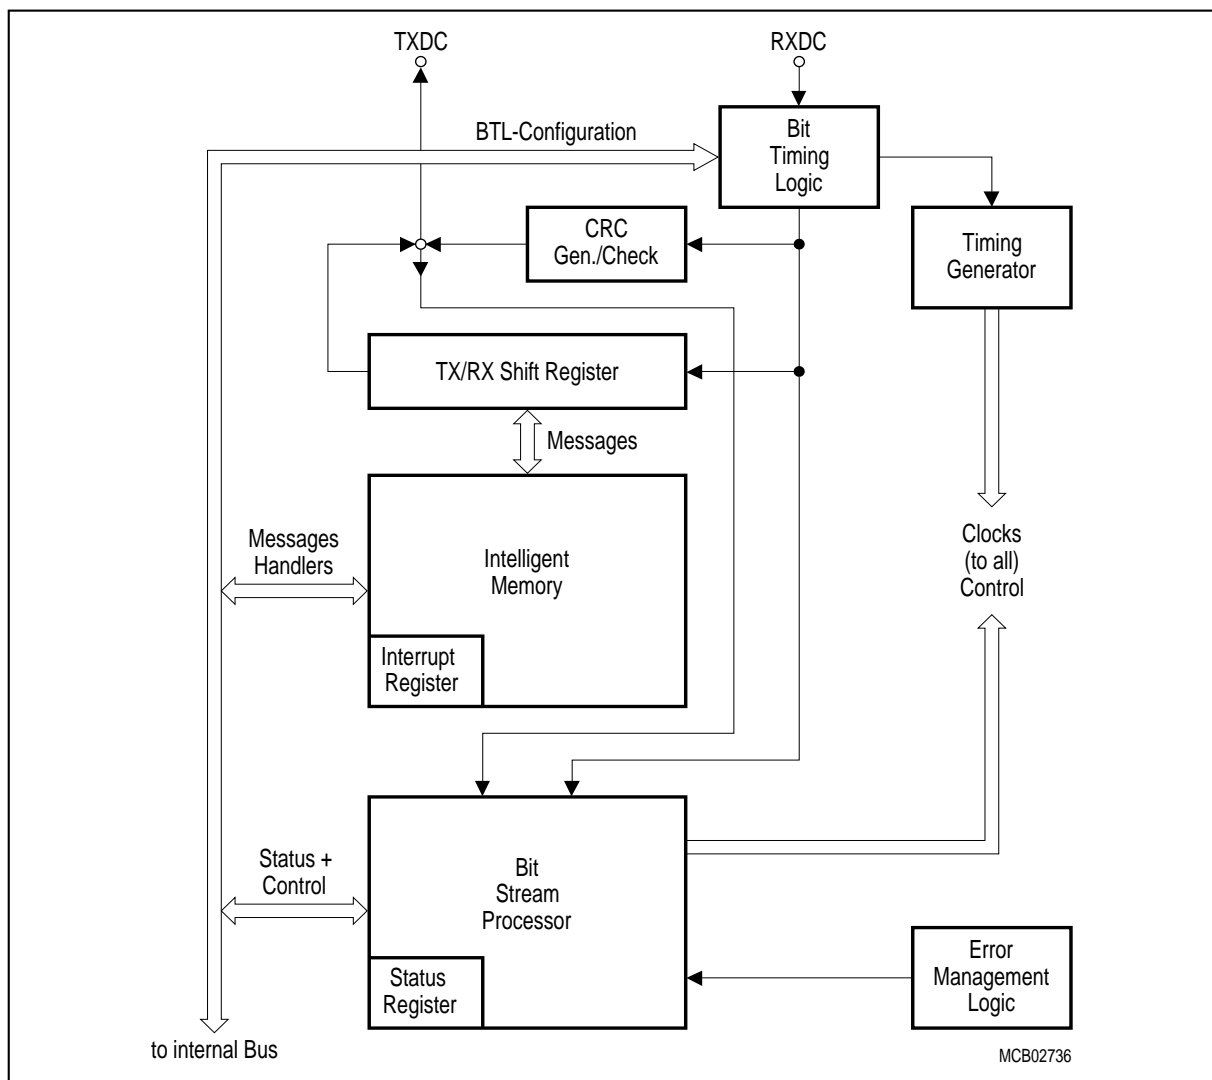 TXDC
RXDC
BTL-Configuration
Bit
Timing
Logic
CRC
Gen./Check
Timing
Generator
TX/RX Shift Register
Messages
Messages
Handlers
Intelligent
Memory
Clocks
(to all)
Control
Interrupt
Register
Status +
Control
Bit
Stream
Processor
Status
Register
Error
Management
Logic
to internal Bus
MCB02736